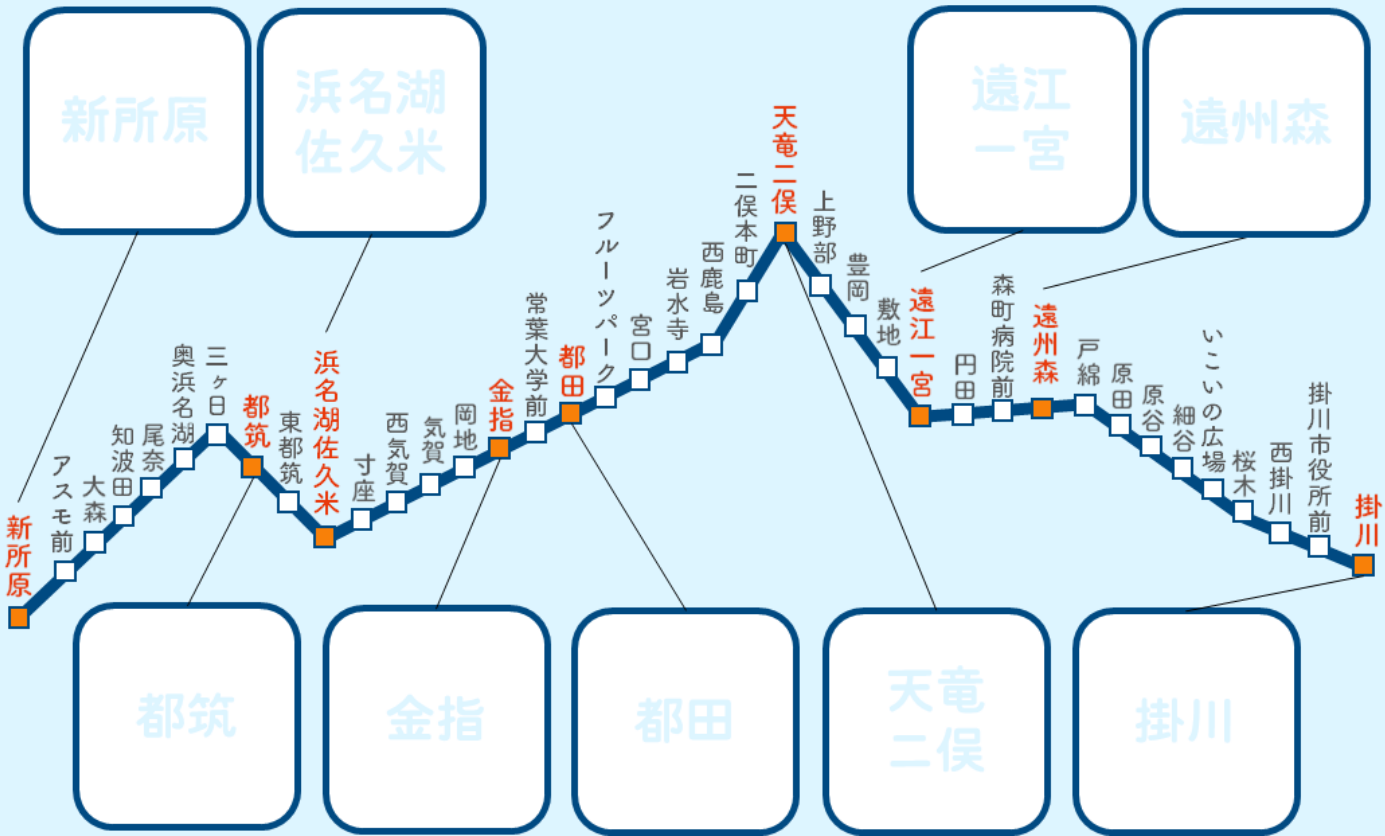 新所原
浜名湖
佐久米
遠江
一宮
遠州森
新所原
アスモ前
大森
知波田
尾奈
奥浜名湖
三ヶ日
都筑
東都筑
浜名湖佐久米
寸座
西気賀
気賀
岡地
金指
常葉大学前
都田
フルーツパーク
宮口
岩水寺
西鹿島
二俣本町
天竜二俣
上野部
豊岡
敷地
遠江一宮
円田
森町病院前
遠州森
戸綿
原田
原谷
細谷
いこいの広場
桜木
西掛川
掛川市役所前
掛川
都筑
金指
都田
天竜
二俣
掛川